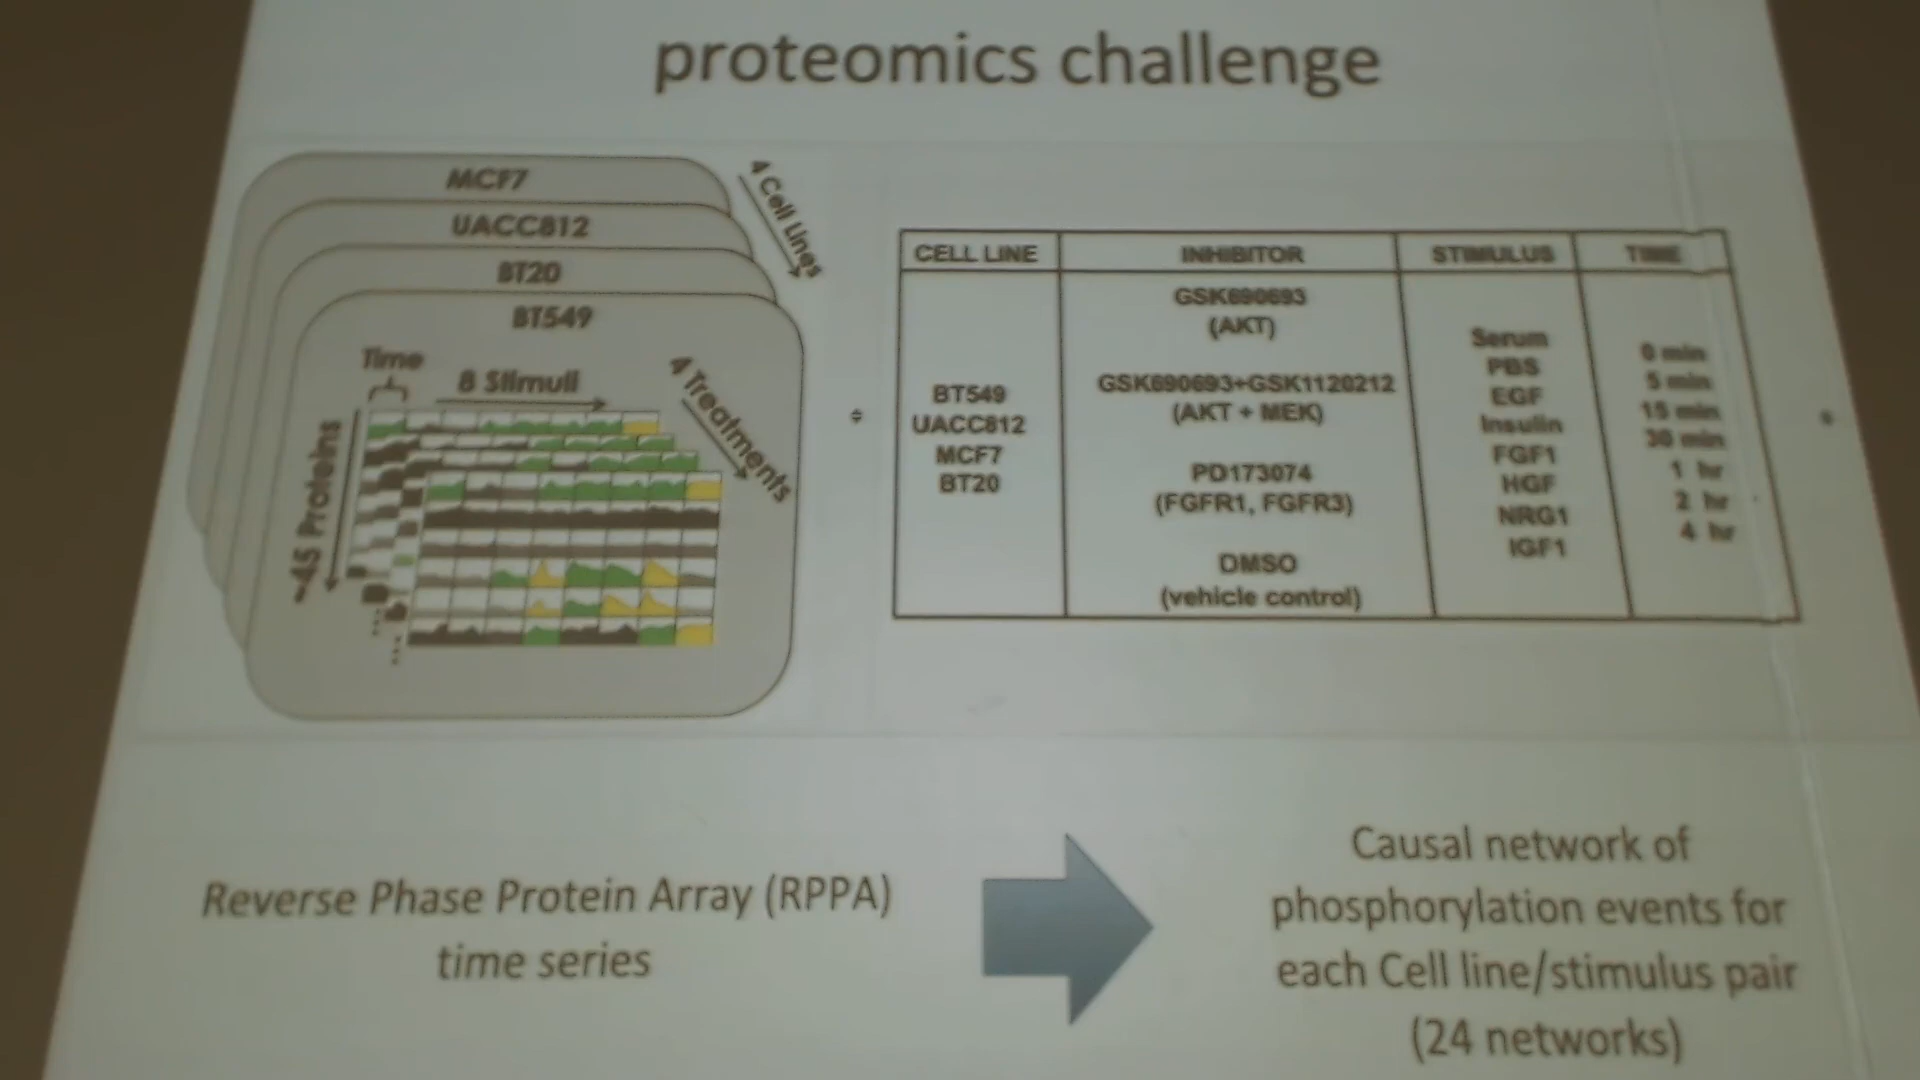 proteomics challenge
MCF7
UACC812
BT20
BT549
4 Cell Lines
Time
8 Stimuli
4 Treatments
~45 Proteins
CELL LINE
INHIBITOR
STIMULUS
TIME
BT549
UACC812
MCF7
BT20
GSK690693
(AKT)
GSK690693+GSK1120212
(AKT + MEK)
PD173074
(FGFR1, FGFR3)
DMSO
(vehicle control)
Serum
PBS
EGF
Insulin
FGF1
HGF
NRG1
IGF1
0 min
5 min
15 min
30 min
1 hr
2 hr
4 hr
Reverse Phase Protein Array (RPPA)
time series
Causal network of
phosphorylation events for
each Cell line/stimulus pair
(24 networks)